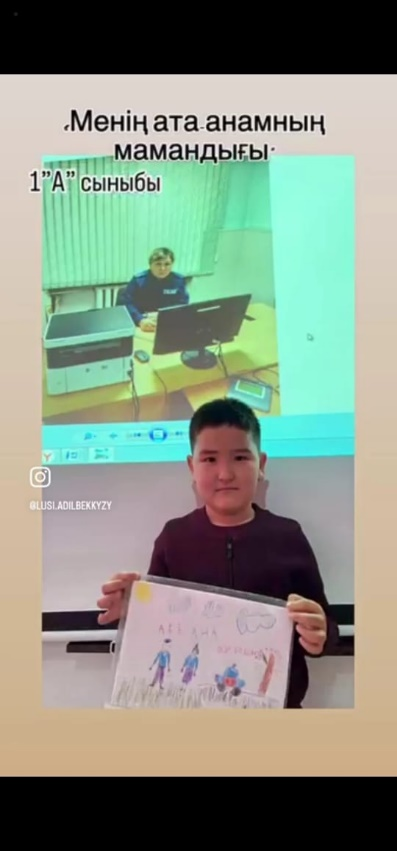 "Менің ата-анамның
мамандығы"
1"А" сыныбы
@LUSI.ADILBEKKYZY